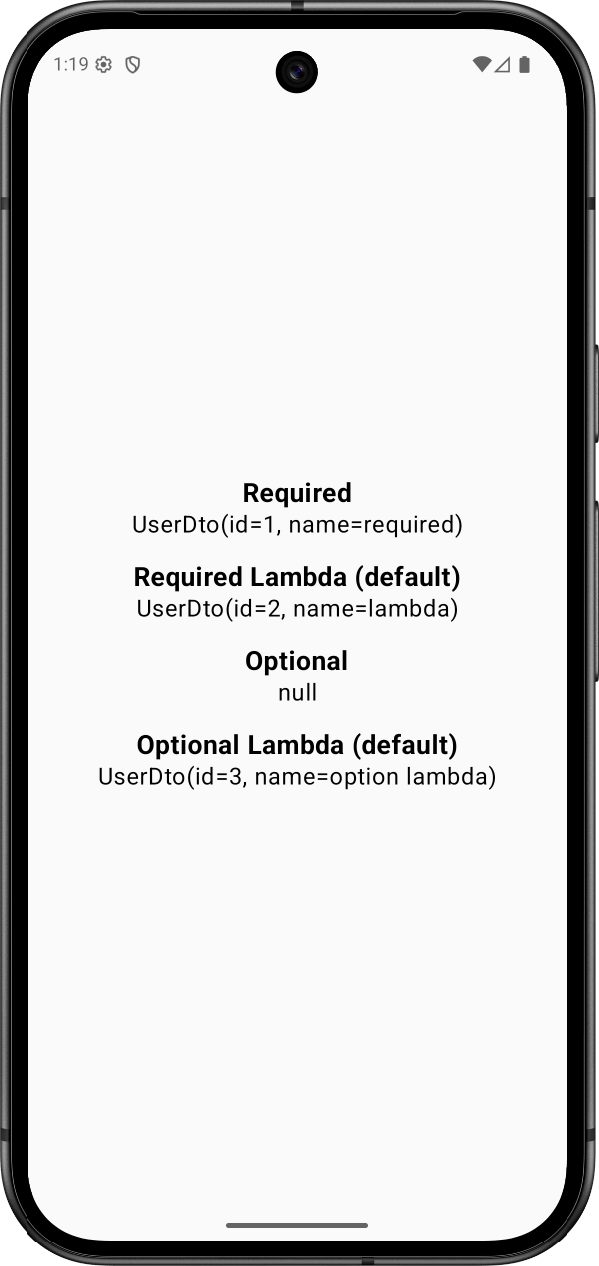 1:19
Required
UserDto(id=1, name=required)
Required Lambda (default)
UserDto(id=2, name=lambda)
Optional
null
Optional Lambda (default)
UserDto(id=3, name=option lambda)